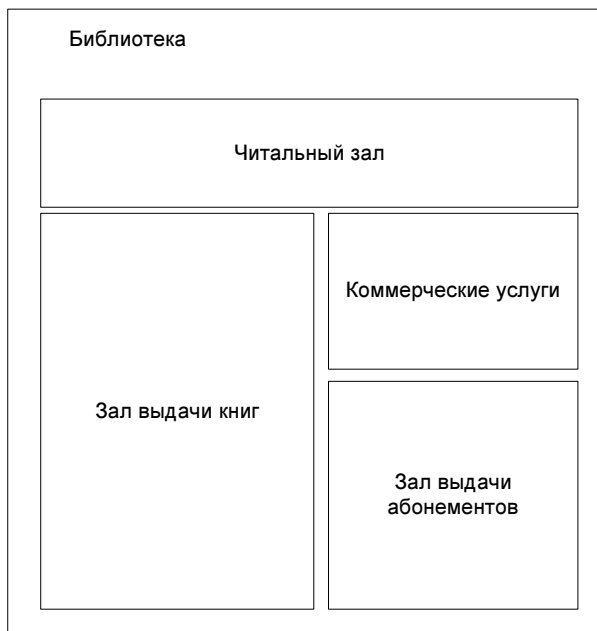 Библиотека
Читальный зал
Коммерческие услуги
Зал выдачи книг
Зал выдачи
абонементов